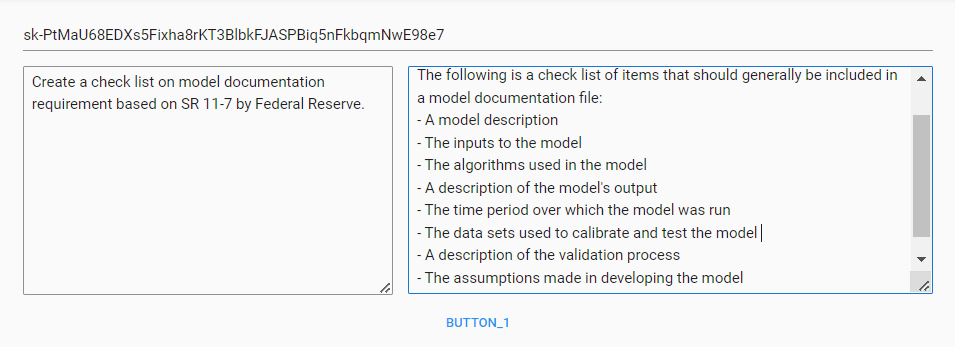 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
Create a check list on model documentation
requirement based on SR 11-7 by Federal Reserve.
The following is a check list of items that should generally be included in
a model documentation file:
- A model description
- The inputs to the model
- The algorithms used in the model
- A description of the model's output
- The time period over which the model was run
- The data sets used to calibrate and test the model
- A description of the validation process
- The assumptions made in developing the model
BUTTON_1